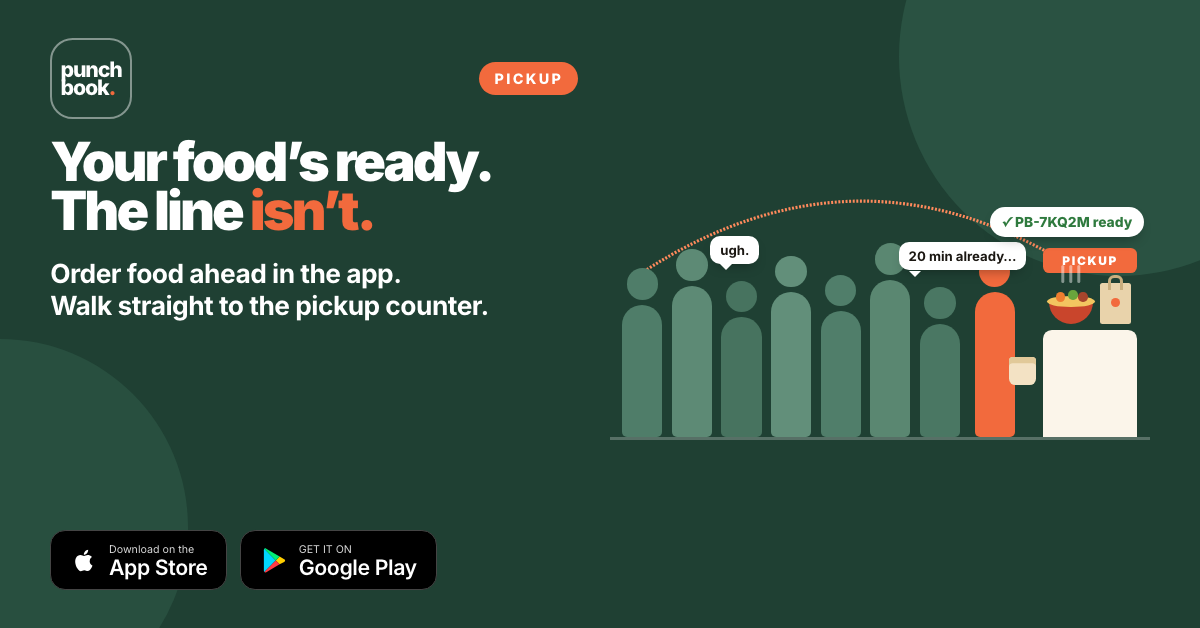 punch
book.
PICKUP
Your food's ready.
The line isn't.
Order food ahead in the app.
Walk straight to the pickup counter.
✓PB-7KQ2M ready
ugh.
20 min already...
PICKUP
Download on the
App Store
GET IT ON
Google Play